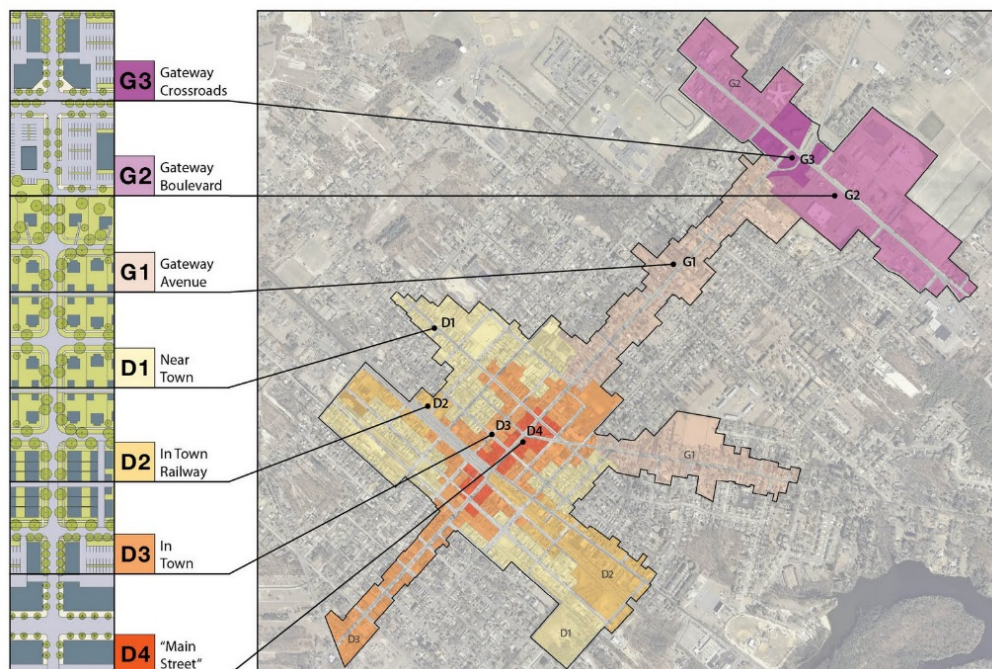 G3 Gateway
Crossroads
G2 Gateway
Boulevard
G1 Gateway
Avenue
D1 Near
Town
D2 In Town
Railway
D3 In
Town
D4 “Main
Street”
G2
G3
G2
G1
D1
D2
D3
D4
G1
D2
D1
D3